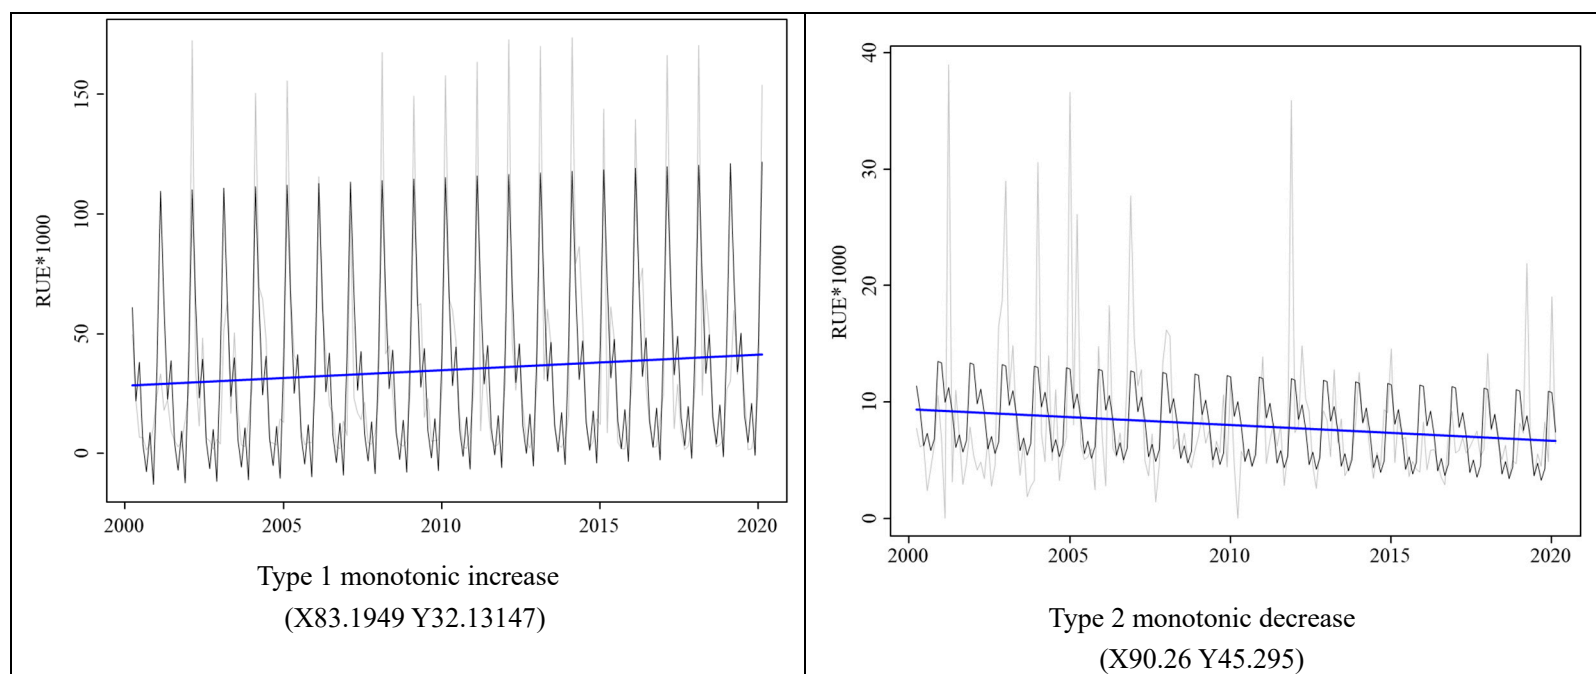 RUE*1000
150
100
50
0
2000 2005 2010 2015 2020
Type 1 monotonic increase
(X83.1949 Y32.13147)
RUE*1000
40
30
20
10
0
2000 2005 2010 2015 2020
Type 2 monotonic decrease
(X90.26 Y45.295)